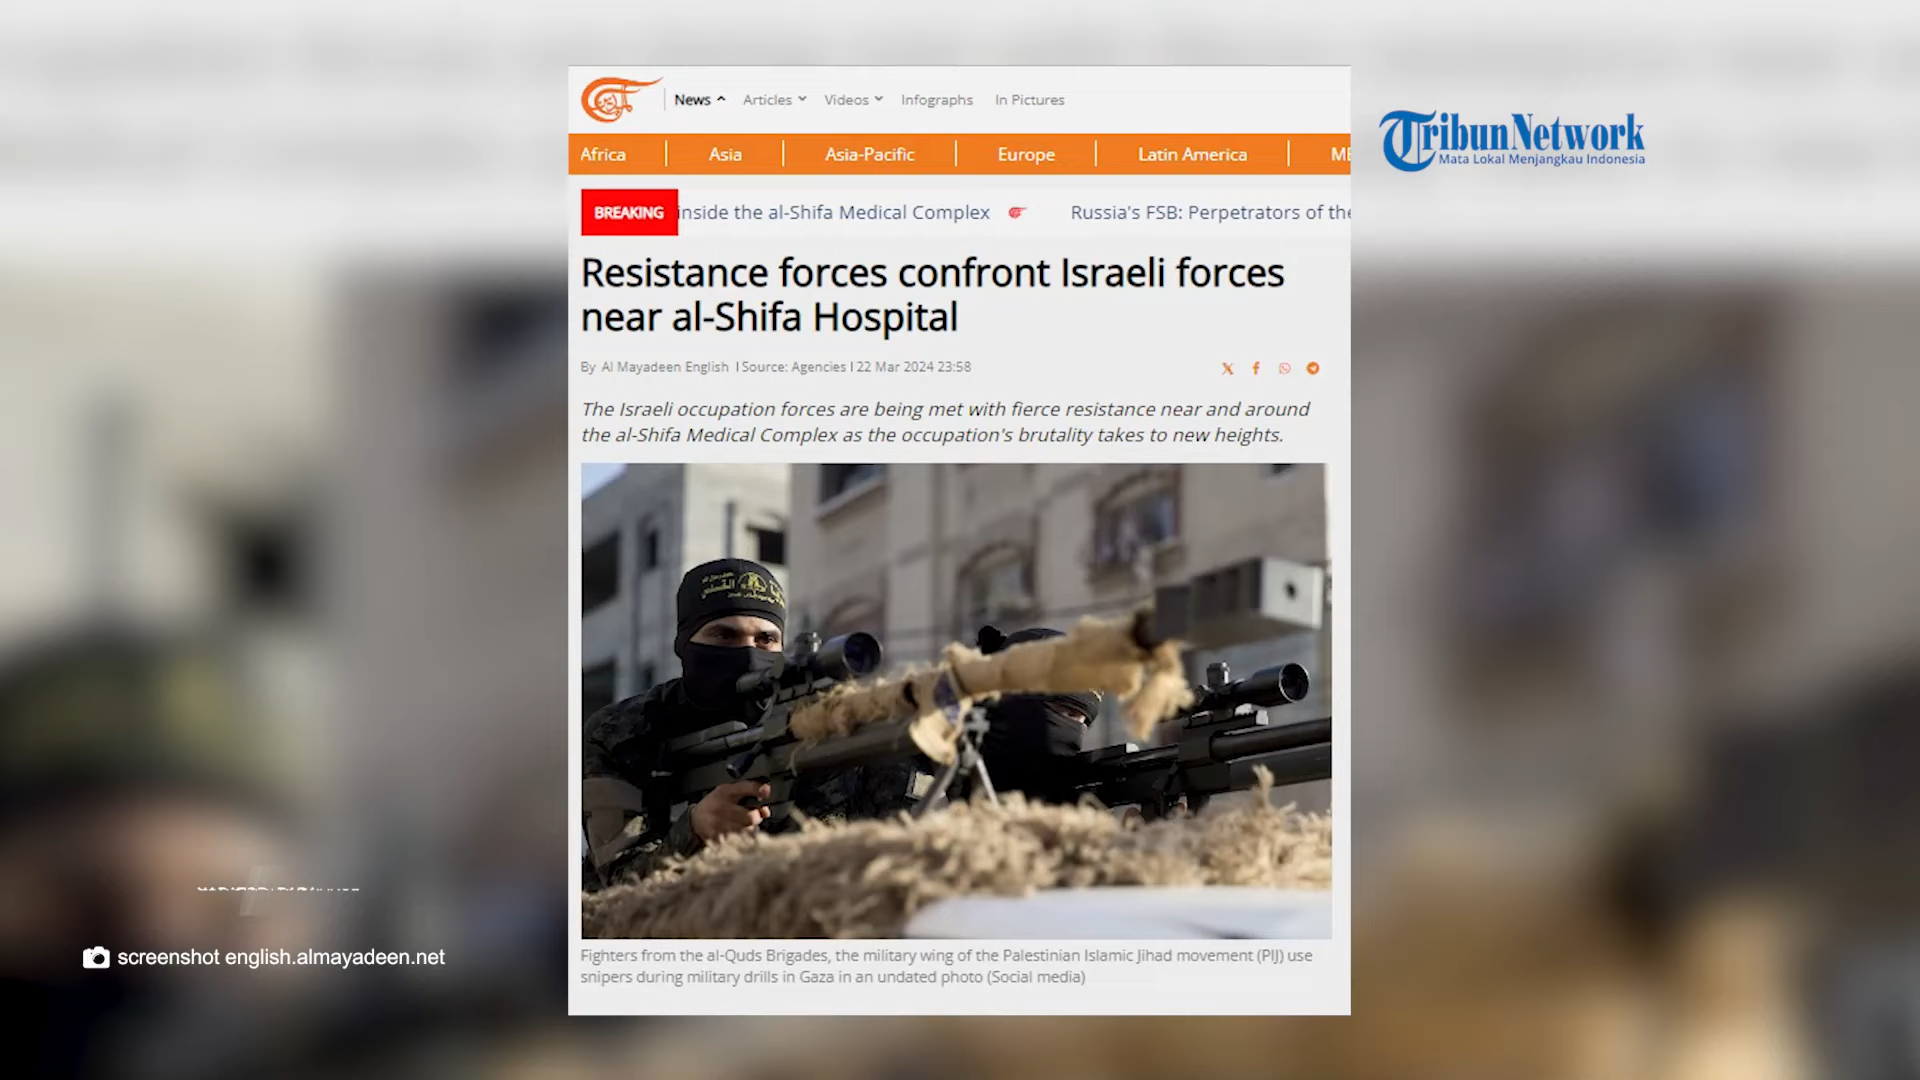 News Articles Videos Infographs In Pictures
TribunNetwork
Mata Lokal Menjangkau Indonesia
Africa Asia Asia-Pacific Europe Latin America
BREAKING inside the al-Shifa Medical Complex Russia's FSB: Perpetrators of the
Resistance forces confront Israeli forces
near al-Shifa Hospital
By Al Mayadeen English | Source: Agencies | 22 Mar 2024 23:58
The Israeli occupation forces are being met with fierce resistance near and around
the al-Shifa Medical Complex as the occupation's brutality takes to new heights.
Fighters from the al-Quds Brigades, the military wing of the Palestinian Islamic Jihad movement (PIJ) use
snipers during military drills in Gaza in an undated photo (Social media)
screenshot english.almayadeen.net